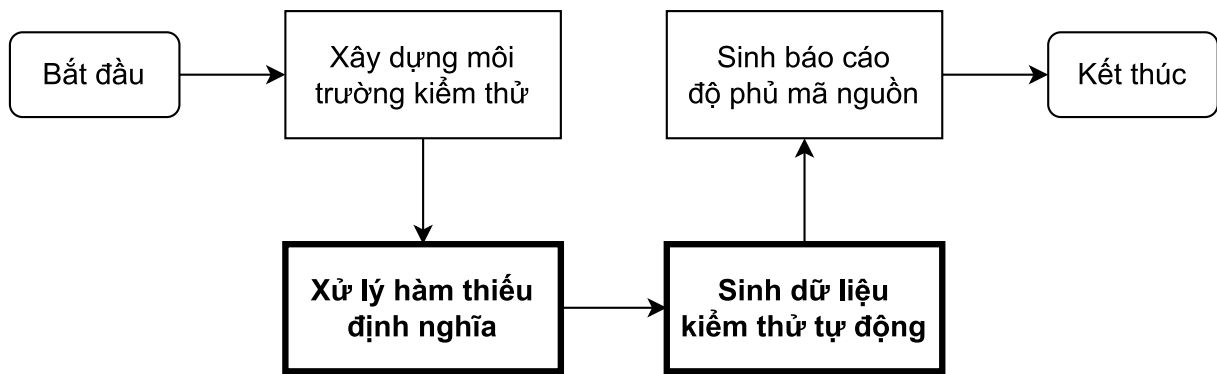 Bắt đầu
Xây dựng môi
trường kiểm thử
Xử lý hàm thiếu
định nghĩa
Sinh dữ liệu
kiểm thử tự động
Sinh báo cáo
độ phủ mã nguồn
Kết thúc